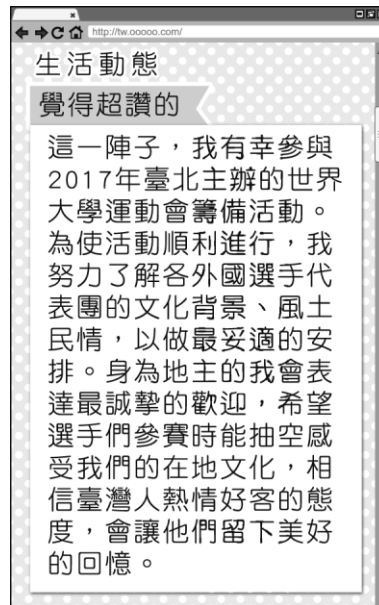 http://tw.ooooo.com/
生活動態
覺得超讚的
這一陣子，我有幸參與
2017年臺北主辦的世界
大學運動會籌備活動。
為使活動順利進行，我
努力了解各外國選手代
表團的文化背景、風土
民情，以做最妥適的安
排。身為地主的我會表
達最誠摯的歡迎，希望
選手們參賽時能抽空感
受我們的在地文化，相
信臺灣人熱情好客的態
度，會讓他們留下美好
的回憶。